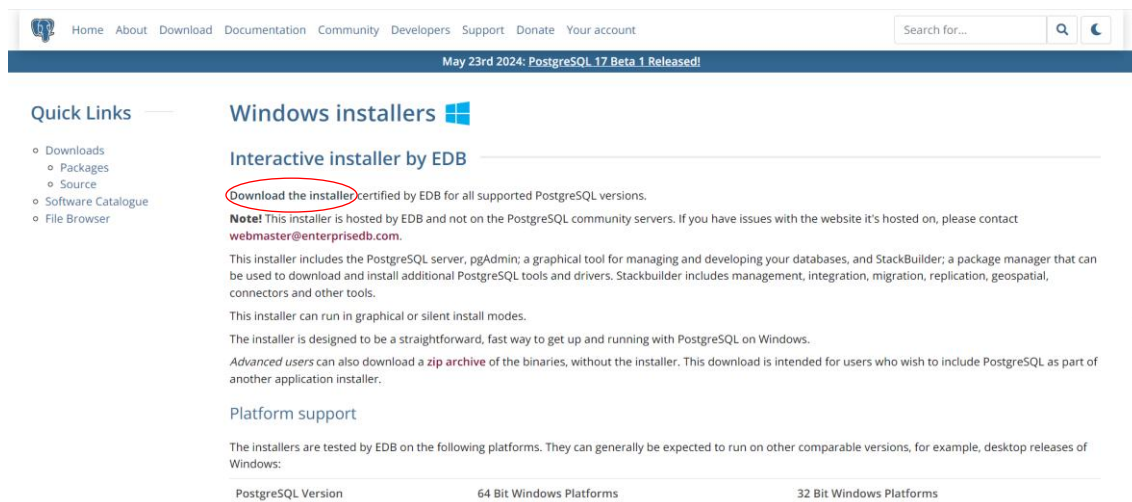 Home About Download Documentation Community Developers Support Donate Your account
Search for...
May 23rd 2024: PostgreSQL 17 Beta 1 Released!
Quick Links
Downloads
Packages
Source
Software Catalogue
File Browser
Windows installers
Interactive installer by EDB
Download the installer certified by EDB for all supported PostgreSQL versions.
Note! This installer is hosted by EDB and not on the PostgreSQL community servers. If you have issues with the website it's hosted on, please contact
webmaster@enterprisedb.com.
This installer includes the PostgreSQL server, pgAdmin; a graphical tool for managing and developing your databases, and StackBuilder; a package manager that can
be used to download and install additional PostgreSQL tools and drivers. Stackbuilder includes management, integration, migration, replication, geospatial,
connectors and other tools.
This installer can run in graphical or silent install modes.
The installer is designed to be a straightforward, fast way to get up and running with PostgreSQL on Windows.
Advanced users can also download a zip archive of the binaries, without the installer. This download is intended for users who wish to include PostgreSQL as part of
another application installer.
Platform support
The installers are tested by EDB on the following platforms. They can generally be expected to run on other comparable versions, for example, desktop releases of
Windows:
PostgreSQL Version 64 Bit Windows Platforms 32 Bit Windows Platforms